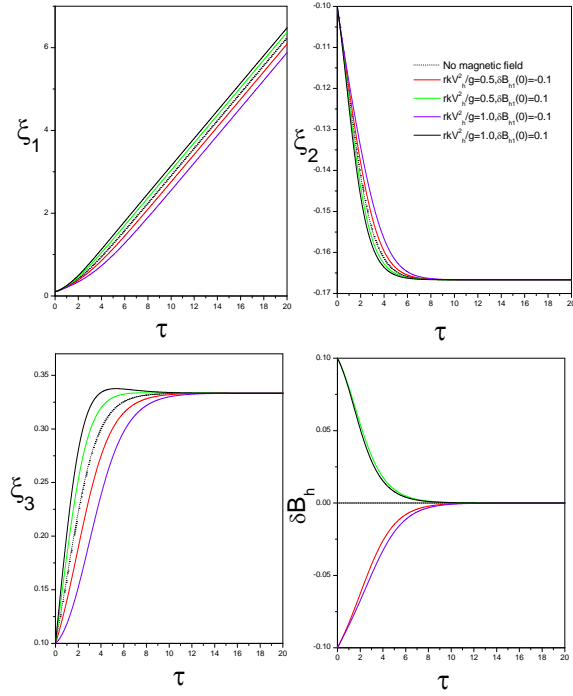 6
4
2
0
ξ1
0 2 4 6 8 10 12 14 16 18 20
τ
-0.10
-0.12
-0.13
-0.15
-0.16
-0.17
ξ2
No magnetic field
rkV²h/g=0.5,δBh1(0)=-0.1
rkV²h/g=0.5,δBh1(0)=0.1
rkV²h/g=1.0,δBh1(0)=-0.1
rkV²h/g=1.0,δBh1(0)=0.1
0 2 4 6 8 10 12 14 16 18 20
τ
0.35
0.30
0.25
0.20
0.15
0.10
ξ3
0 2 4 6 8 10 12 14 16 18 20
τ
0.10
0.05
0.00
-0.05
-0.10
δBh
0 2 4 6 8 10 12 14 16 18 20
τ